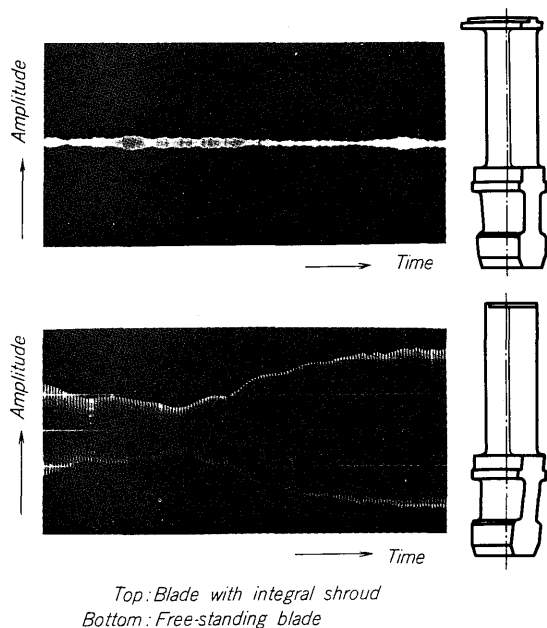 Amplitude
Time
Amplitude
Time
Top: Blade with integral shroud
Bottom: Free-standing blade